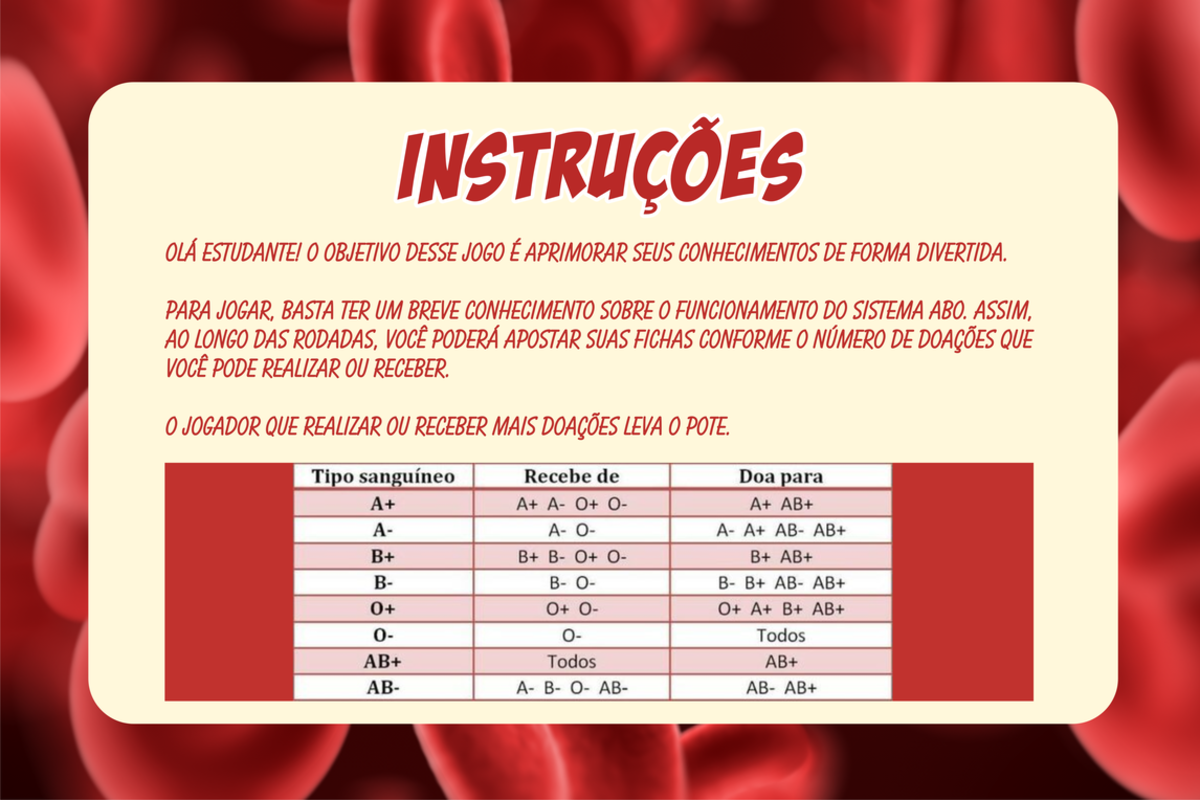 INSTRUÇÕES
OLÁ ESTUDANTE! O OBJETIVO DESSE JOGO É APRIMORAR SEUS CONHECIMENTOS DE FORMA DIVERTIDA.
PARA JOGAR, BASTA TER UM BREVE CONHECIMENTO SOBRE O FUNCIONAMENTO DO SISTEMA ABO. ASSIM,
AO LONGO DAS RODADAS, VOCÊ PODERÁ APOSTAR SUAS FICHAS CONFORME O NÚMERO DE DOAÇÕES QUE
VOCÊ PODE REALIZAR OU RECEBER.
O JOGADOR QUE REALIZAR OU RECEBER MAIS DOAÇÕES LEVA O POTE.
Tipo sanguíneo Recebe de Doa para
A+ A+ A- O+ O- A+ AB+
A- A- O- A- A+ AB- AB+
B+ B+ B- O+ O- B+ AB+
B- B- O- B- B+ AB- AB+
O+ O+ O- O+ A+ B+ AB+
O- O- Todos
AB+ Todos AB+
AB- A- B- O- AB- AB- AB+